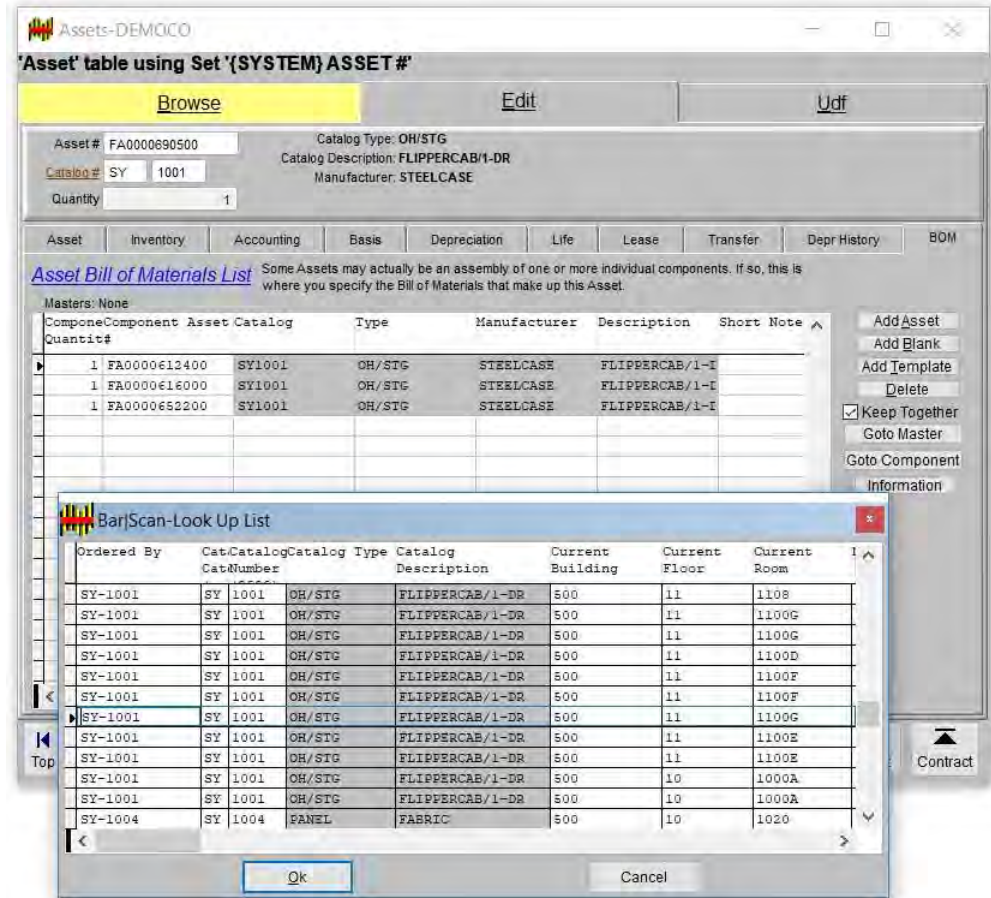 Assets-DEMOCO
'Asset' table using Set '{SYSTEM} ASSET #'
Browse Edit Udf
Asset # FA0000690500 Catalog Type: OH/STG
Catalog Description: FLIPPERCAB/1-DR
Catalog # SY 1001
Manufacturer: STEELCASE
Quantity 1
Asset Inventory Accounting Basis Depreciation Life Lease Transfer Depr History BOM
Asset Bill of Materials List Some Assets may actually be an assembly of one or more individual components. If so, this is
where you specify the Bill of Materials that make up this Asset.
Masters: None
ComponeComponent Asset Catalog Type Manufacturer Description Short Note
Quantit#
1 FA0000612400 SY1001 OH/STG STEELCASE FLIPPERCAB/1-D
1 FA0000616000 SY1001 OH/STG STEELCASE FLIPPERCAB/1-D
1 FA0000652200 SY1001 OH/STG STEELCASE FLIPPERCAB/1-D
Add Asset
Add Blank
Add Template
Delete
Keep Together
Goto Master
Goto Component
Information
Bar|Scan-Look Up List
Ordered By Cat CatalogCatalog Type Catalog Current Current Current
CatNumber Description Building Floor Room
SY-1001 SY 1001 OH/STG FLIPPERCAB/1-DR 500 11 1108
SY-1001 SY 1001 OH/STG FLIPPERCAB/1-DR 500 11 1100G
SY-1001 SY 1001 OH/STG FLIPPERCAB/1-DR 500 11 1100G
SY-1001 SY 1001 OH/STG FLIPPERCAB/1-DR 500 11 1100D
SY-1001 SY 1001 OH/STG FLIPPERCAB/1-DR 500 11 1100F
SY-1001 SY 1001 OH/STG FLIPPERCAB/1-DR 500 11 1100F
SY-1001 SY 1001 OH/STG FLIPPERCAB/1-DR 500 11 1100G
SY-1001 SY 1001 OH/STG FLIPPERCAB/1-DR 500 11 1100E
SY-1001 SY 1001 OH/STG FLIPPERCAB/1-DR 500 11 1100E
SY-1001 SY 1001 OH/STG FLIPPERCAB/1-DR 500 10 1000A
SY-1001 SY 1001 OH/STG FLIPPERCAB/1-DR 500 10 1000A
SY-1004 SY 1004 PANEL FABRIC 500 10 1020
Ok Cancel
Top Contract